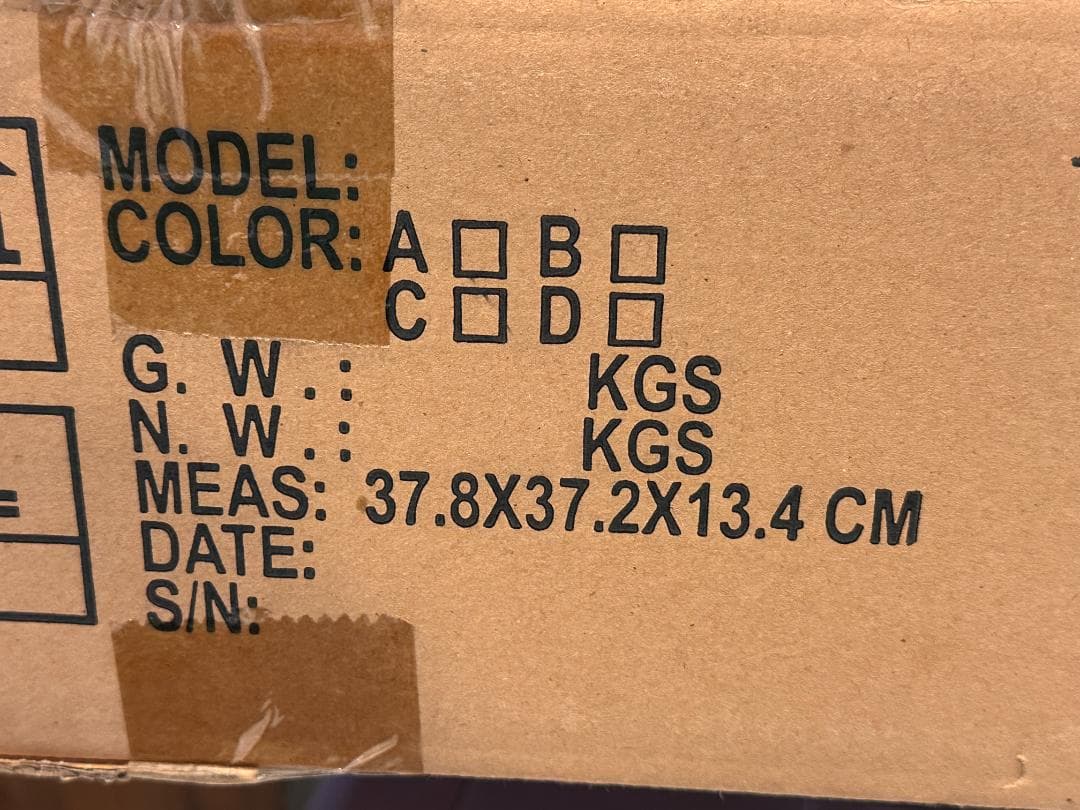 MODEL:
COLOR: A □ B □
C □ D □
G. W. : KGS
N. W. : KGS
MEAS: 37.8X37.2X13.4 CM
DATE:
S/N: